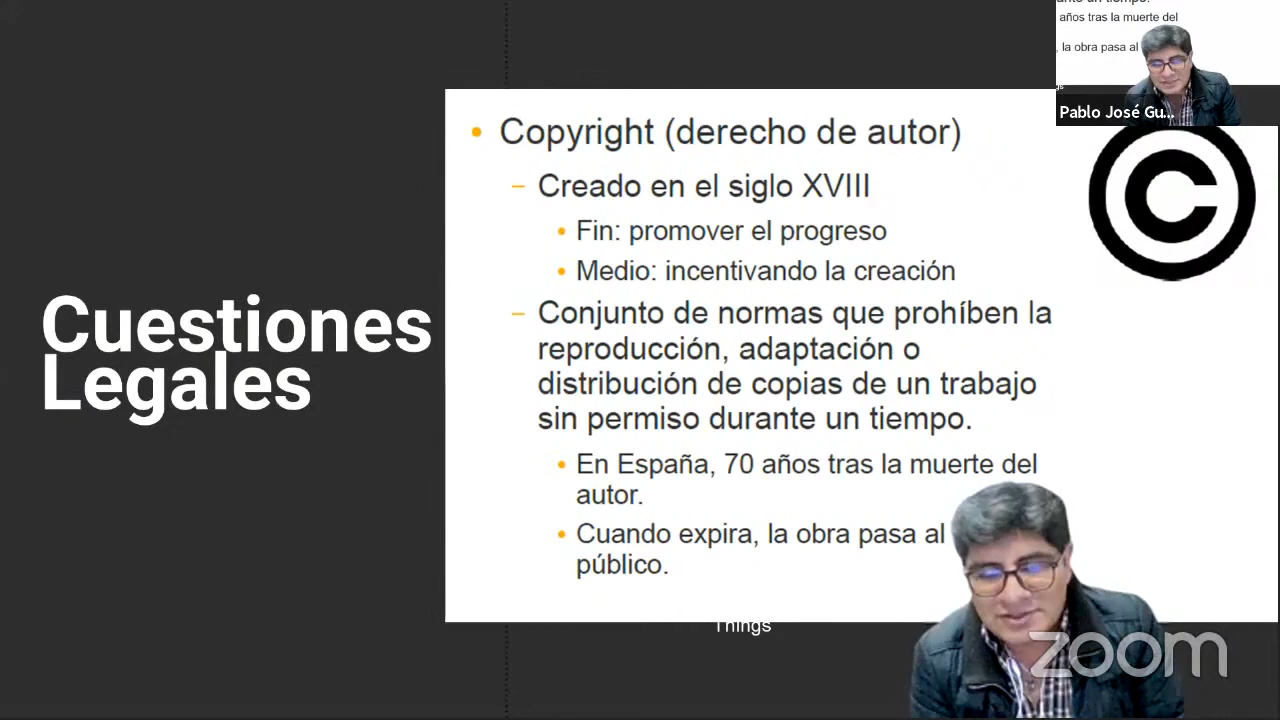 Cuestiones
Legales
• Copyright (derecho de autor)
– Creado en el siglo XVIII
• Fin: promover el progreso
• Medio: incentivando la creación
– Conjunto de normas que prohíben la
reproducción, adaptación o
distribución de copias de un trabajo
sin permiso durante un tiempo.
• En España, 70 años tras la muerte del
autor.
• Cuando expira, la obra pasa al
público.
Things
años tras la muerte del
, la obra pasa al
Pablo José Gu...
©
zoom